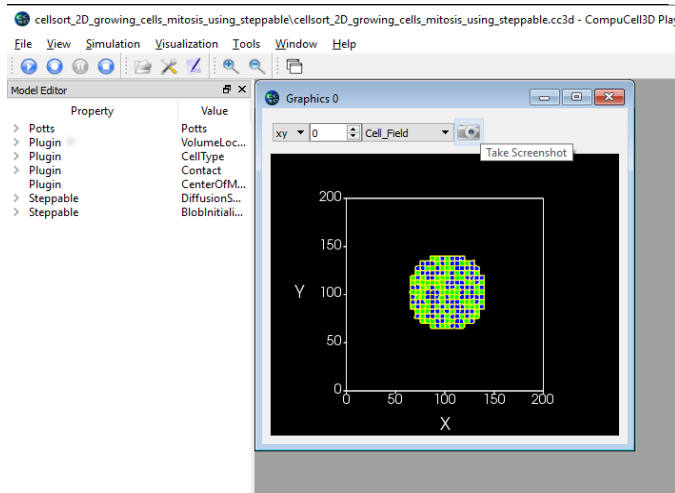 cellsort_2D_growing_cells_mitosis_using_steppable\cellsort_2D_growing_cells_mitosis_using_steppable.cc3d - CompuCell3D Play
File View Simulation Visualization Tools Window Help
Model Editor
Property Value
Potts Potts
Plugin VolumeLoc...
Plugin CellType
Plugin Contact
Plugin CenterOfM...
Steppable DiffusionS...
Steppable BlobInitiali...
Graphics 0
xy 0 Cell_Field
Take Screenshot
200
150
Y 100
50
0
0 50 100 150 200
X